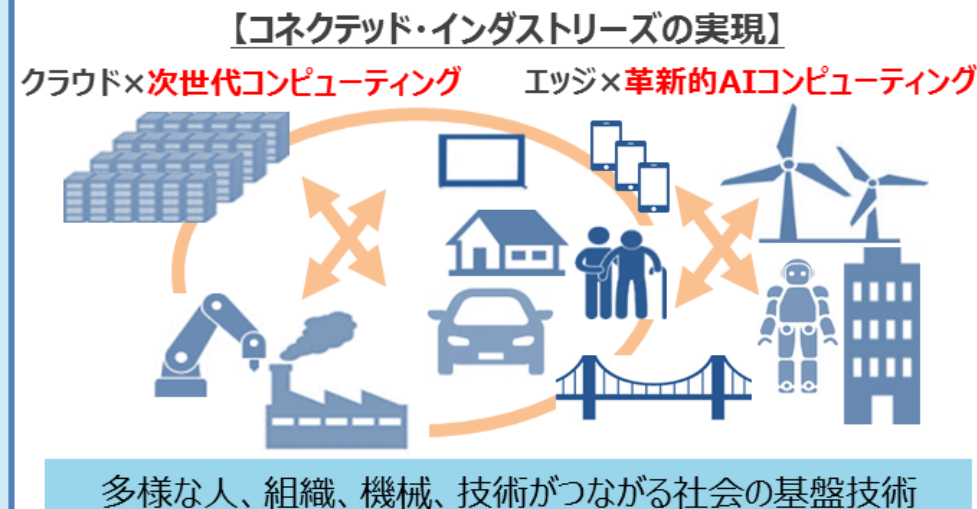 【コネクテッド・インダストリーズの実現】
クラウド×次世代コンピューティング
エッジ×革新的AIコンピューティング
多様な人、組織、機械、技術がつながる社会の基盤技術